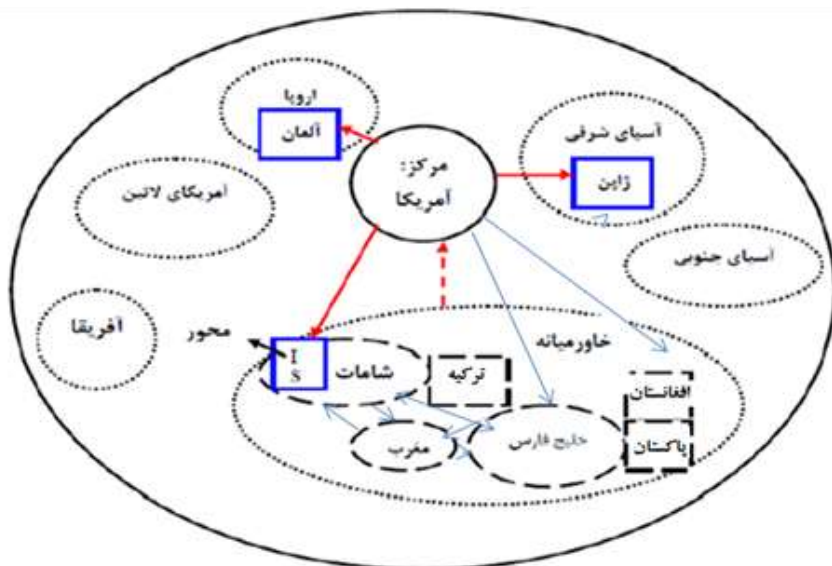 اروپا
آلمان
آسیای شرقی
ژاپن
مرکز:
آمریکا
آمریکای لاتین
آسیای جنوبی
آفریقا
محور
خاورمیانه
I
S
شامات
ترکیه
افغانستان
مغرب
خلیج فارس
پاکستان